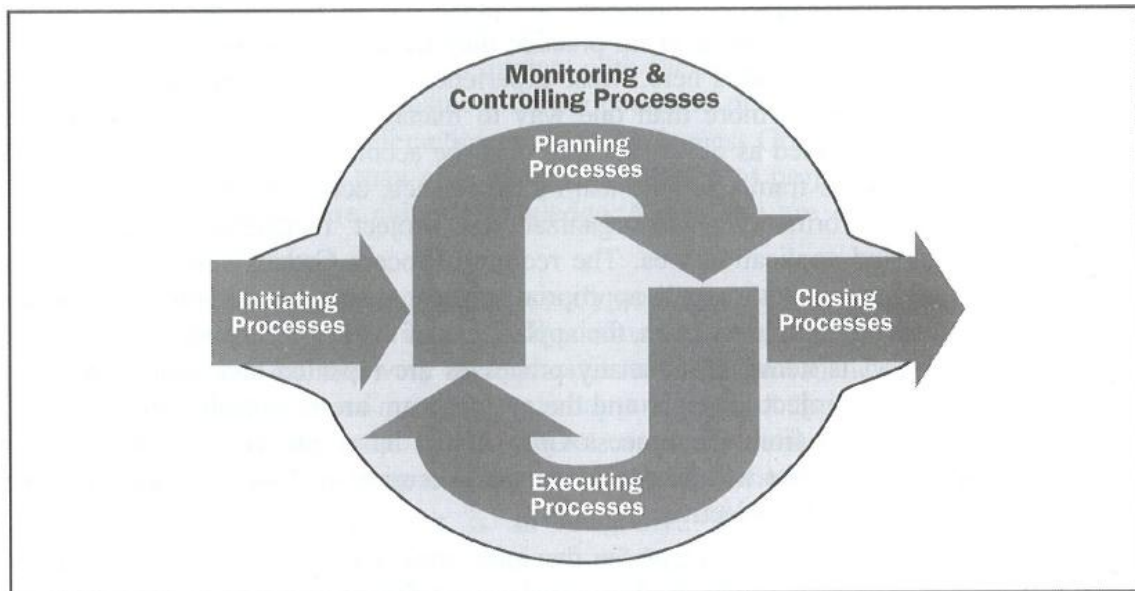 Monitoring &
Controlling Processes
Planning
Processes
Initiating
Processes
Closing
Processes
Executing
Processes